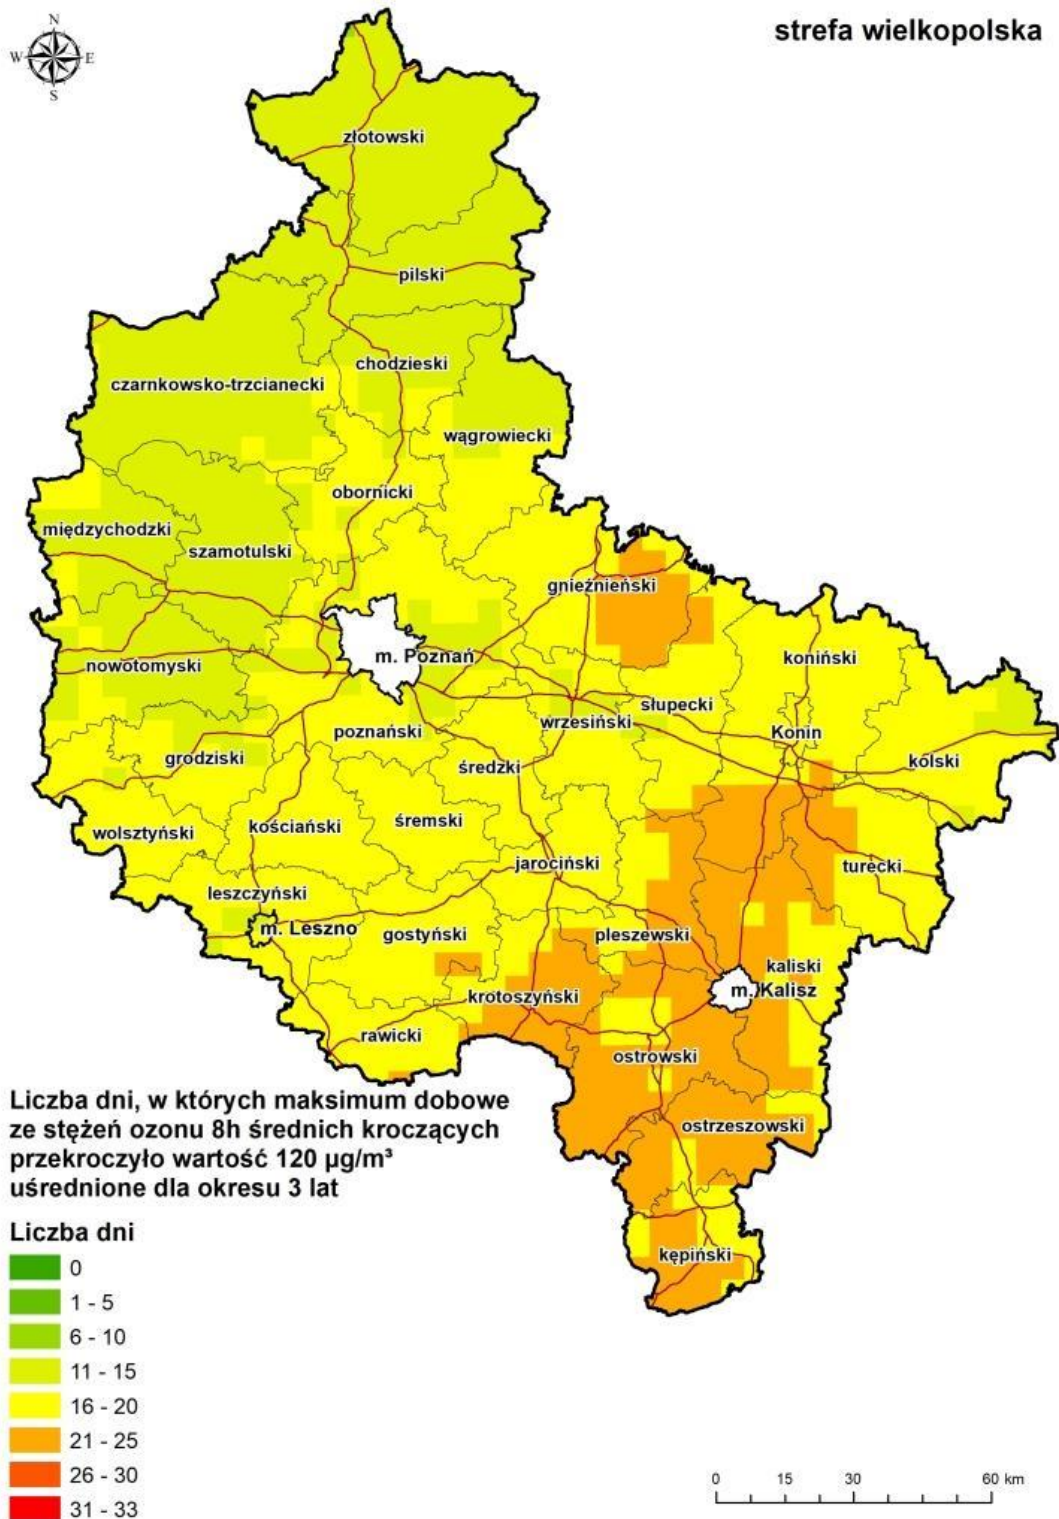 strefa wielkopolska
N
W E
S
złotowski
pilski
chodzieski
czarnkowsko-trzcianecki
wągrowiecki
obornicki
międzychodzki
szamotulski
gnieźnieński
m. Poznań
koniński
nowotomyski
słupecki
wrzesiński
poznański
Konin
grodziski
średzki
kolski
wolsztyński
kościański
śremski
jarociński
turecki
leszczyński
m. Leszno
gostyński
pleszewski
kaliski
m. Kalisz
krotoszyński
rawicki
ostrowski
ostrzeszowski
kępiński
Liczba dni, w których maksimum dobowe
ze stężeń ozonu 8h średnich kroczących
przekroczyło wartość 120 µg/m³
uśrednione dla okresu 3 lat
Liczba dni
0
1 - 5
6 - 10
11 - 15
16 - 20
21 - 25
26 - 30
31 - 33
0 15 30 60 km